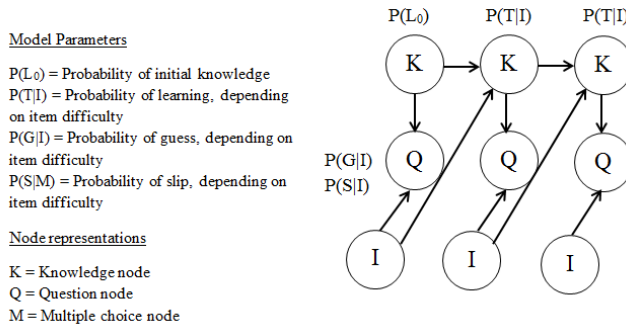 Model Parameters
P(L₀) = Probability of initial knowledge
P(T|I) = Probability of learning, depending
on item difficulty
P(G|I) = Probability of guess, depending on
item difficulty
P(S|M) = Probability of slip, depending on
item difficulty
Node representations
K = Knowledge node
Q = Question node
M = Multiple choice node
P(L₀) P(T|I) P(T|I)
K K K
P(G|I)
P(S|I)
Q Q Q
I I I